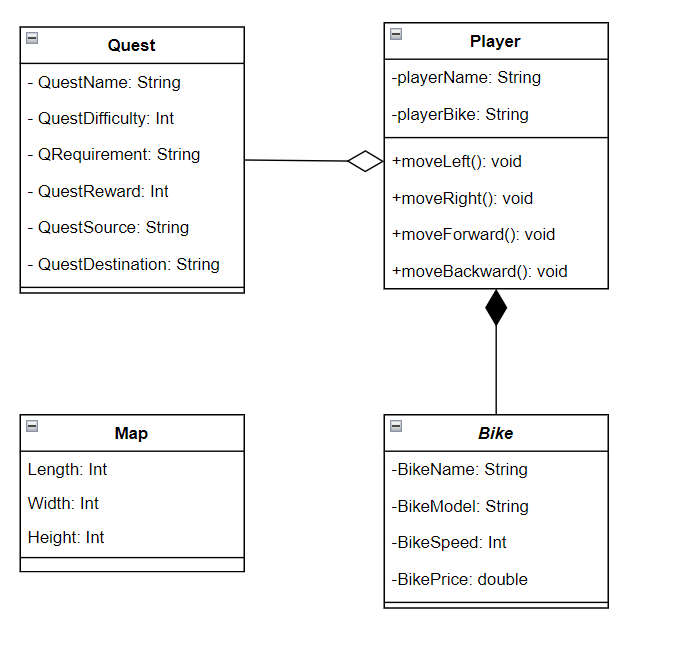 Quest
- QuestName: String
- QuestDifficulty: Int
- QRequirement: String
- QuestReward: Int
- QuestSource: String
- QuestDestination: String
Player
-playerName: String
-playerBike: String
+moveLeft(): void
+moveRight(): void
+moveForward(): void
+moveBackward(): void
Map
Length: Int
Width: Int
Height: Int
Bike
-BikeName: String
-BikeModel: String
-BikeSpeed: Int
-BikePrice: double